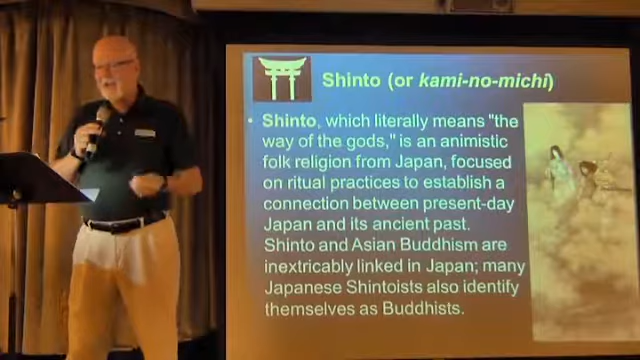 Shinto (or kami-no-michi)
• Shinto, which literally means "the
way of the gods," is an animistic
folk religion from Japan, focused
on ritual practices to establish a
connection between present-day
Japan and its ancient past.
Shinto and Asian Buddhism are
inextricably linked in Japan; many
Japanese Shintoists also identify
themselves as Buddhists.